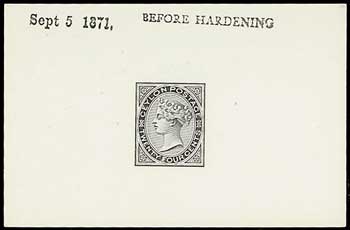 Sept 5 1871,
BEFORE HARDENING
CEYLON POSTAGE
TWENTY FOUR CENTS